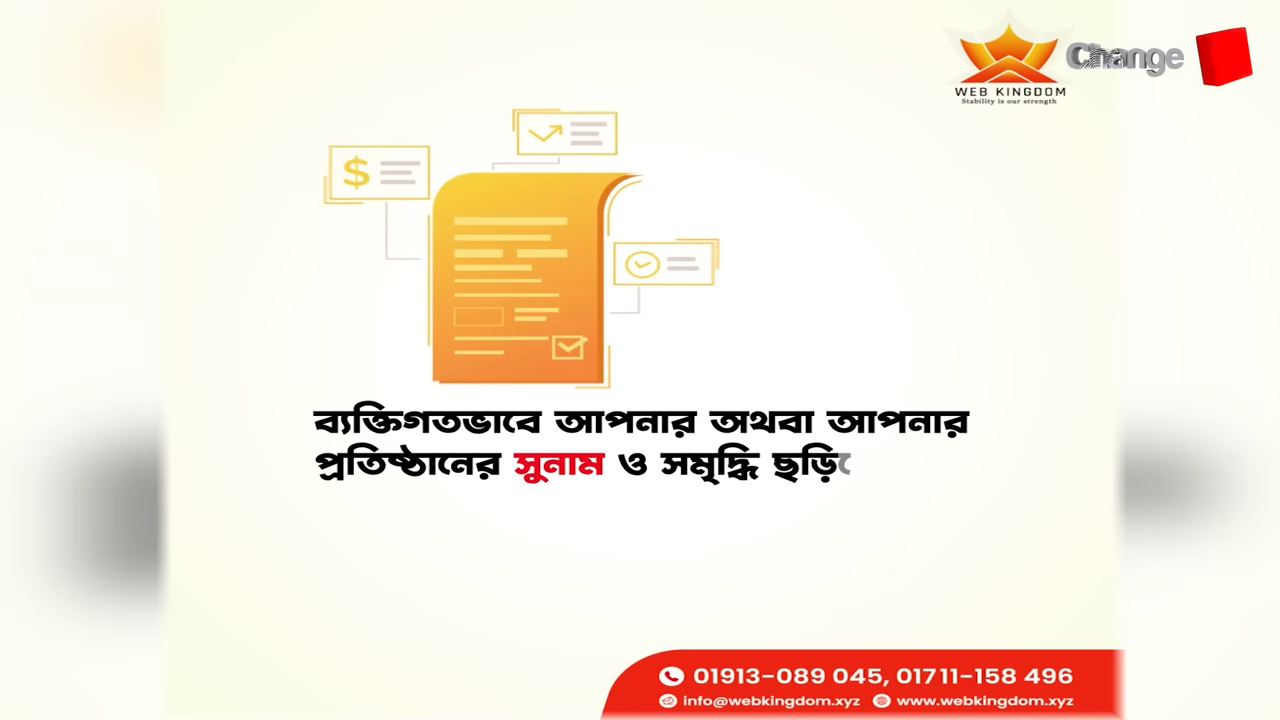 Change
WEB KINGDOM
Stability is our strength
$
ব্যক্তিগতভাবে আপনার অথবা আপনার
প্রতিষ্ঠানের সুনাম ও সমৃদ্ধি
01913-089 045, 01711-158 496
info@webkingdom.xyz www.webkingdom.xyz